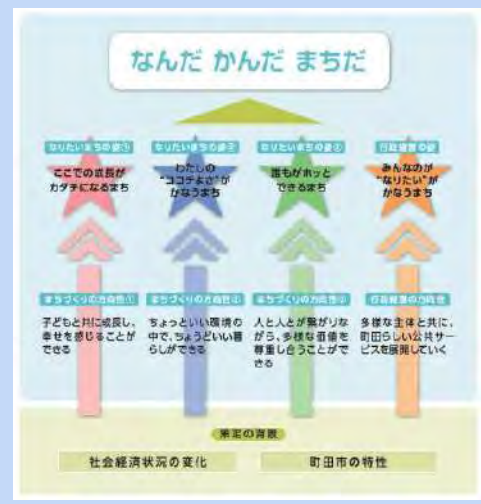 なんだ かんだ まちだ
なりたいまちの姿①
ここでの成長が
カタチになるまち
なりたいまちの姿②
わたしの
“ココチよさ”が
かなうまち
なりたいまちの姿③
誰もがホッと
できるまち
行政経営の姿
みんなの
“なりたい”が
かなうまち
まちづくりの方向性①
子どもと共に成長し、
幸せを感じることが
できる
まちづくりの方向性②
ちょっといい環境の
中で、ちょうどいい暮
らしができる
まちづくりの方向性③
人と人とが繋がりな
がら、多様な価値を
尊重し合うことがで
きる
行政経営の方向性
多様な主体と共に、
町田らしい公共サー
ビスを展開していく
策定の背景
社会経済状況の変化
町田市の特性